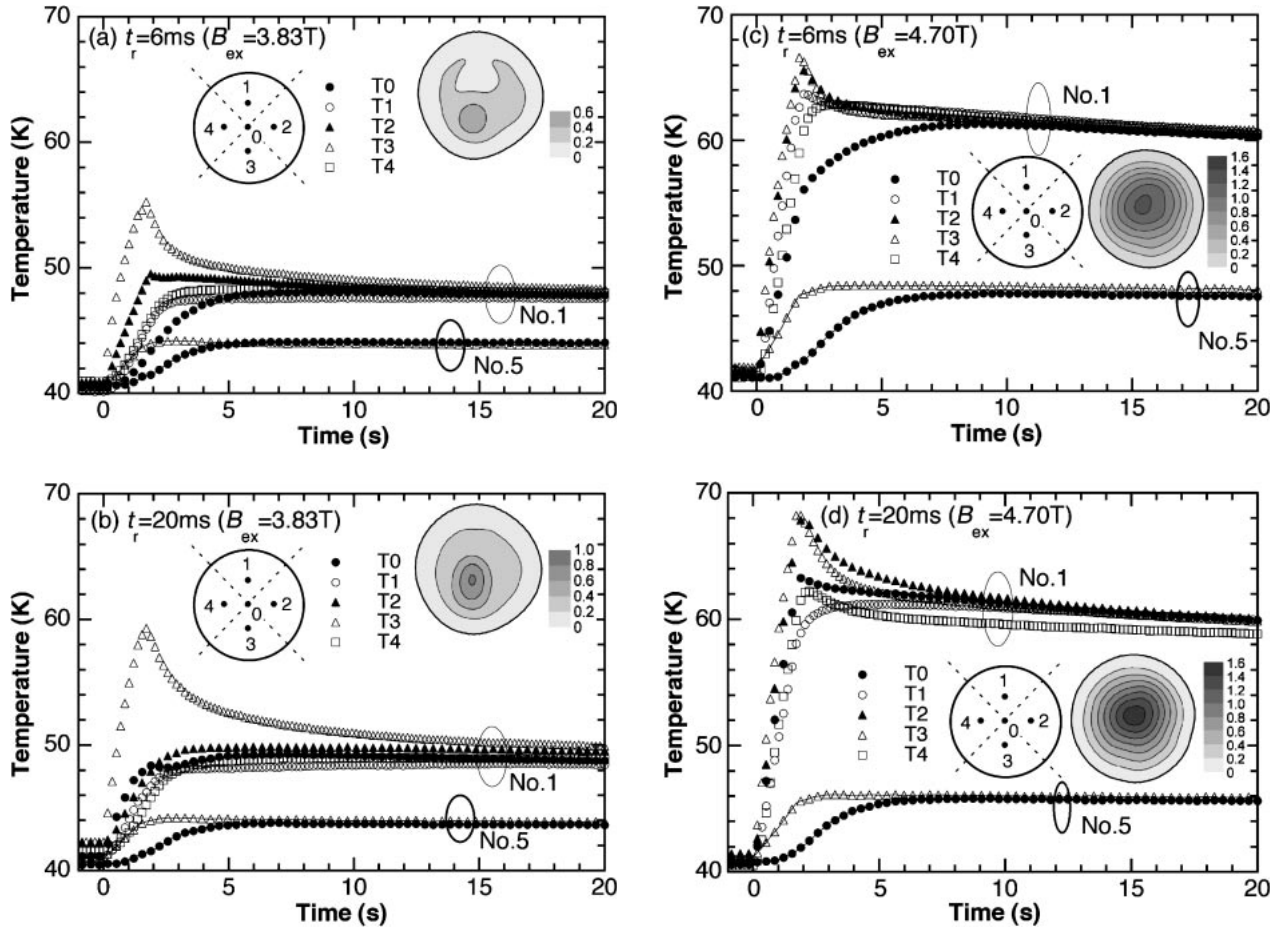 (a) t_r=6ms (B_ex=3.83T)
70
60
50
40
Temperature (K)
0 5 10 15 20
Time (s)
1
4 0 2
3
T0
T1
T2
T3
T4
0.6
0.4
0.2
0
No.1
No.5
(c) t_r=6ms (B_ex=4.70T)
70
60
50
40
Temperature (K)
0 5 10 15 20
Time (s)
No.1
T0
T1
T2
T3
T4
1
4 0. 2
3
1.6
1.4
1.2
1.0
0.8
0.6
0.4
0.2
0
No.5
(b) t_r=20ms (B_ex=3.83T)
70
60
50
40
Temperature (K)
0 5 10 15 20
Time (s)
1
4 0 2
3
T0
T1
T2
T3
T4
1.0
0.8
0.6
0.4
0.2
0
No.1
No.5
(d) t_r=20ms (B_ex=4.70T)
70
60
50
40
Temperature (K)
0 5 10 15 20
Time (s)
No.1
T0
T1
T2
T3
T4
1
4 0. 2
3
1.6
1.4
1.2
1.0
0.8
0.6
0.4
0.2
0
No.5